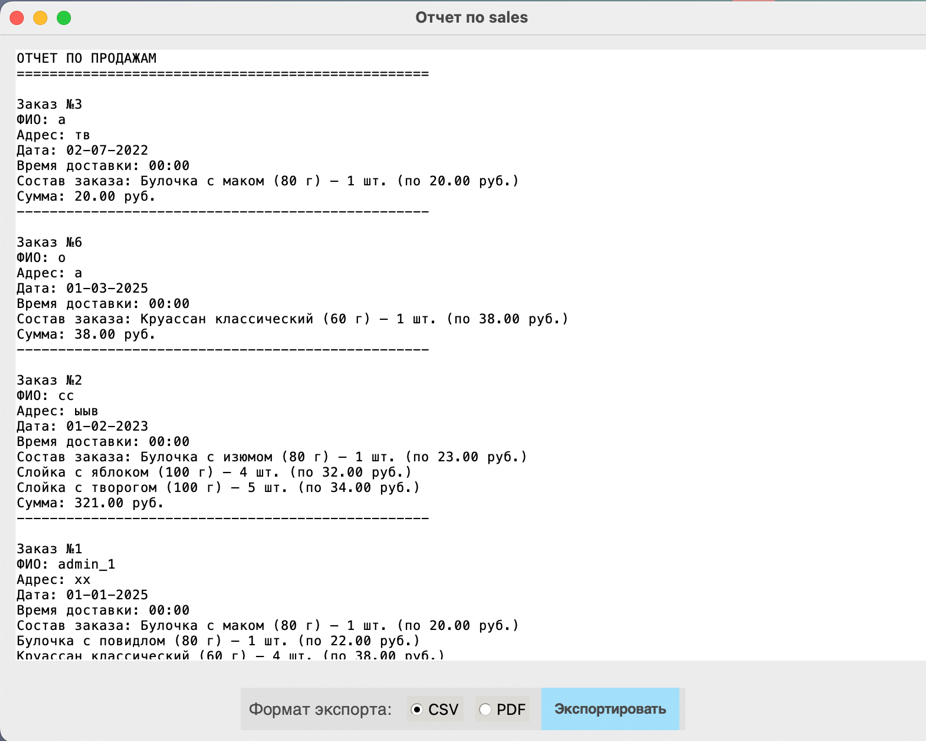 Отчет по sales
ОТЧЕТ ПО ПРОДАЖАМ
==================================================
Заказ №3
ФИО: а
Адрес: тв
Дата: 02-07-2022
Время доставки: 00:00
Состав заказа: Булочка с маком (80 г) — 1 шт. (по 20.00 руб.)
Сумма: 20.00 руб.
--------------------------------------------------
Заказ №6
ФИО: о
Адрес: а
Дата: 01-03-2025
Время доставки: 00:00
Состав заказа: Круассан классический (60 г) — 1 шт. (по 38.00 руб.)
Сумма: 38.00 руб.
--------------------------------------------------
Заказ №2
ФИО: сс
Адрес: ыыв
Дата: 01-02-2023
Время доставки: 00:00
Состав заказа: Булочка с изюмом (80 г) — 1 шт. (по 23.00 руб.)
Слойка с яблоком (100 г) — 4 шт. (по 32.00 руб.)
Слойка с творогом (100 г) — 5 шт. (по 34.00 руб.)
Сумма: 321.00 руб.
--------------------------------------------------
Заказ №1
ФИО: admin_1
Адрес: xx
Дата: 01-01-2025
Время доставки: 00:00
Состав заказа: Булочка с маком (80 г) — 1 шт. (по 20.00 руб.)
Булочка с повидлом (80 г) — 1 шт. (по 22.00 руб.)
Круассан классический (60 г) — 4 шт. (по 38.00 руб.)
Формат экспорта: CSV PDF Экспортировать